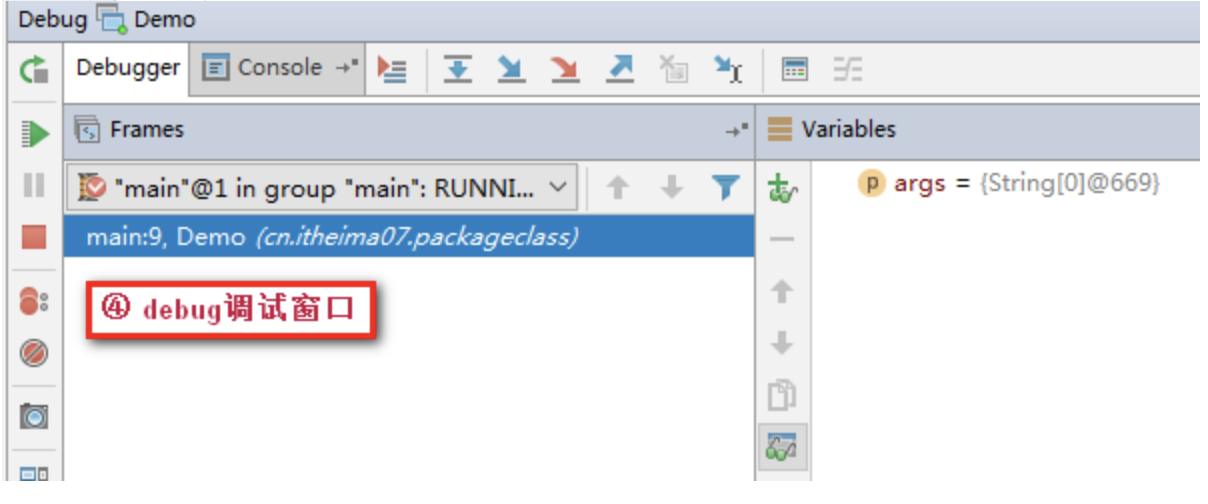 Debug Demo
Debugger Console
Frames
Variables
"main"@1 in group "main": RUNNI...
p args = {String[0]@669}
main:9, Demo (cn.itheima07.packageclass)
④ debug调试窗口